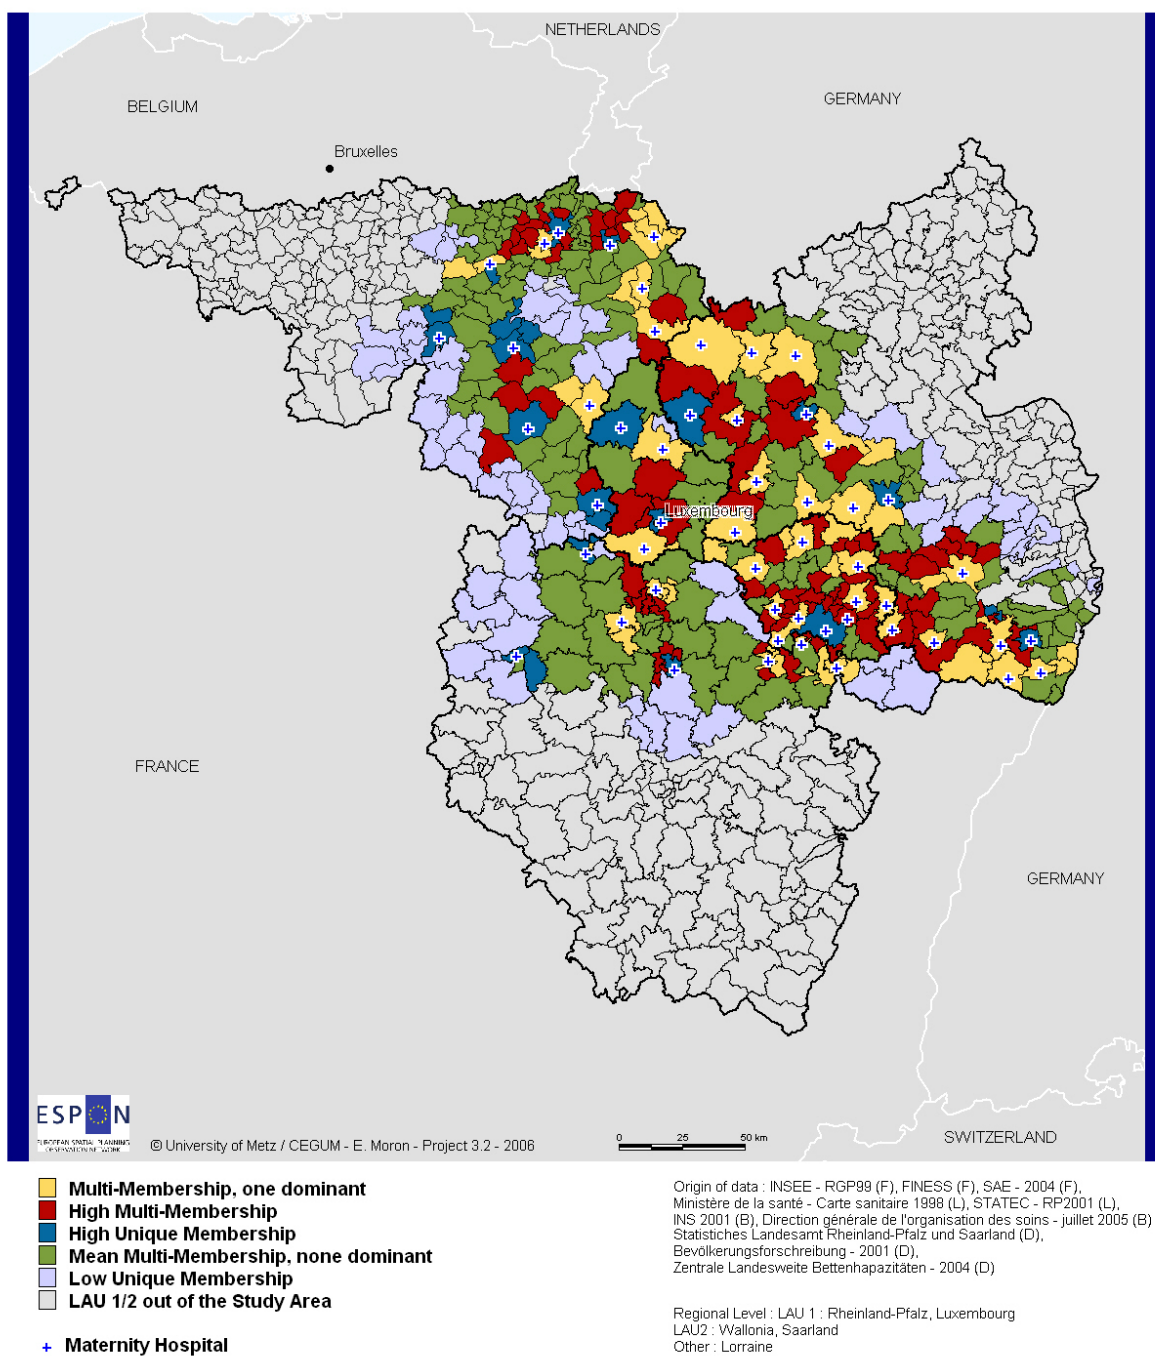 NETHERLANDS
BELGIUM
GERMANY
Bruxelles
Luxembourg
FRANCE
GERMANY
ESPON
EUROPEAN SPATIAL PLANNING
OBSERVATION NETWORK
© University of Metz / CEGUM - E. Moron - Project 3.2 - 2006
0 25 50 km
SWITZERLAND
Multi-Membership, one dominant
High Multi-Membership
High Unique Membership
Mean Multi-Membership, none dominant
Low Unique Membership
LAU 1/2 out of the Study Area
+ Maternity Hospital
Origin of data : INSEE - RGP99 (F), FINESS (F), SAE - 2004 (F),
Ministère de la santé - Carte sanitaire 1998 (L), STATEC - RP2001 (L),
INS 2001 (B), Direction générale de l'organisation des soins - juillet 2005 (B)
Statistiches Landesamt Rheinland-Pfalz und Saarland (D),
Bevölkerungsforschreibung - 2001 (D),
Zentrale Landesweite Bettenhapazitäten - 2004 (D)
Regional Level : LAU 1 : Rheinland-Pfalz, Luxembourg
LAU2 : Wallonia, Saarland
Other : Lorraine